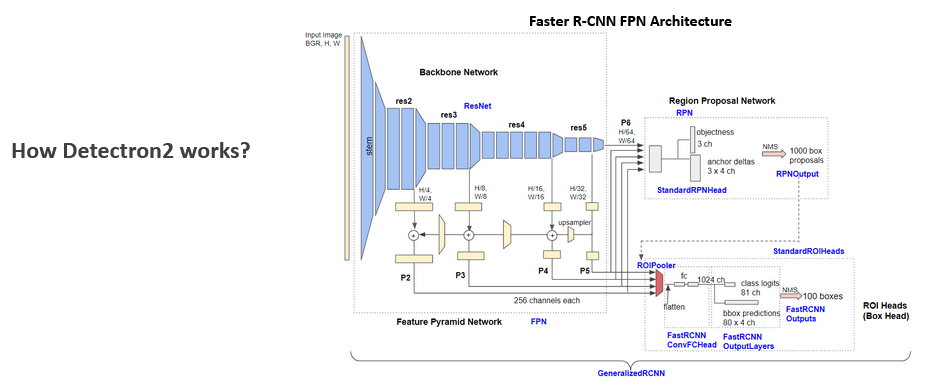 Faster R-CNN FPN Architecture
How Detectron2 works?
Input Image
BGR, H, W
Backbone Network
ResNet
stem
res2
res3
res4
res5
H/4,
W/4
H/8,
W/8
H/16,
W/16
H/32,
W/32
upsampler
P2
P3
P4
P5
256 channels each
Feature Pyramid Network
FPN
P6
H/64,
W/64
Region Proposal Network
RPN
objectness
3 ch
anchor deltas
3 x 4 ch
StandardRPNHead
NMS
1000 box
proposals
RPNOutput
StandardROIHeads
ROIPooler
flatten
fc
1024 ch
class logits
81 ch
bbox predictions
80 x 4 ch
FastRCNN
ConvFCHead
FastRCNN
OutputLayers
NMS
100 boxes
FastRCNN
Outputs
ROI Heads
(Box Head)
GeneralizedRCNN